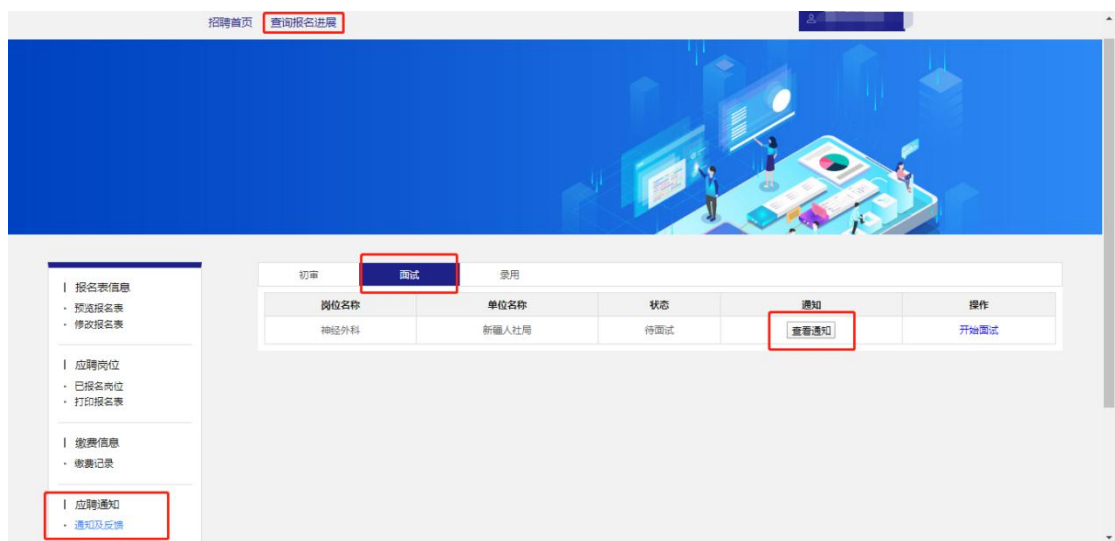 招聘首页 查询报名进展
初审 面试 录用
岗位名称 单位名称 状态 通知 操作
神经外科 新疆人社局 待面试 查看通知 开始面试
| 报名表信息
· 预览报名表
· 修改报名表
| 应聘岗位
· 已报名岗位
· 打印报名表
| 缴费信息
· 缴费记录
| 应聘通知
· 通知及反馈